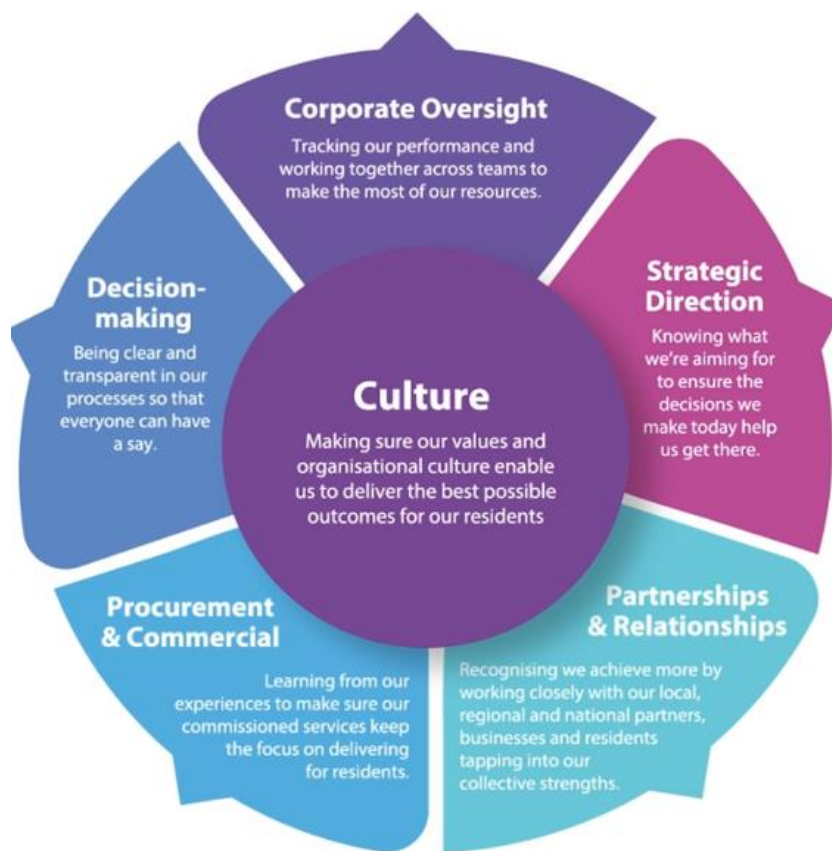 Corporate Oversight
Tracking our performance and
working together across teams to
make the most of our resources.
Strategic
Direction
Knowing what
we're aiming for
to ensure the
decisions we
make today help
us get there.
Partnerships
& Relationships
Recognising we achieve more by
working closely with our local,
regional and national partners,
businesses and residents
tapping into our
collective strengths.
Procurement
& Commercial
Learning from our
experiences to make sure our
commissioned services keep
the focus on delivering
for residents.
Decision-
making
Being clear and
transparent in our
processes so that
everyone can have
a say.
Culture
Making sure our values and
organisational culture enable
us to deliver the best possible
outcomes for our residents